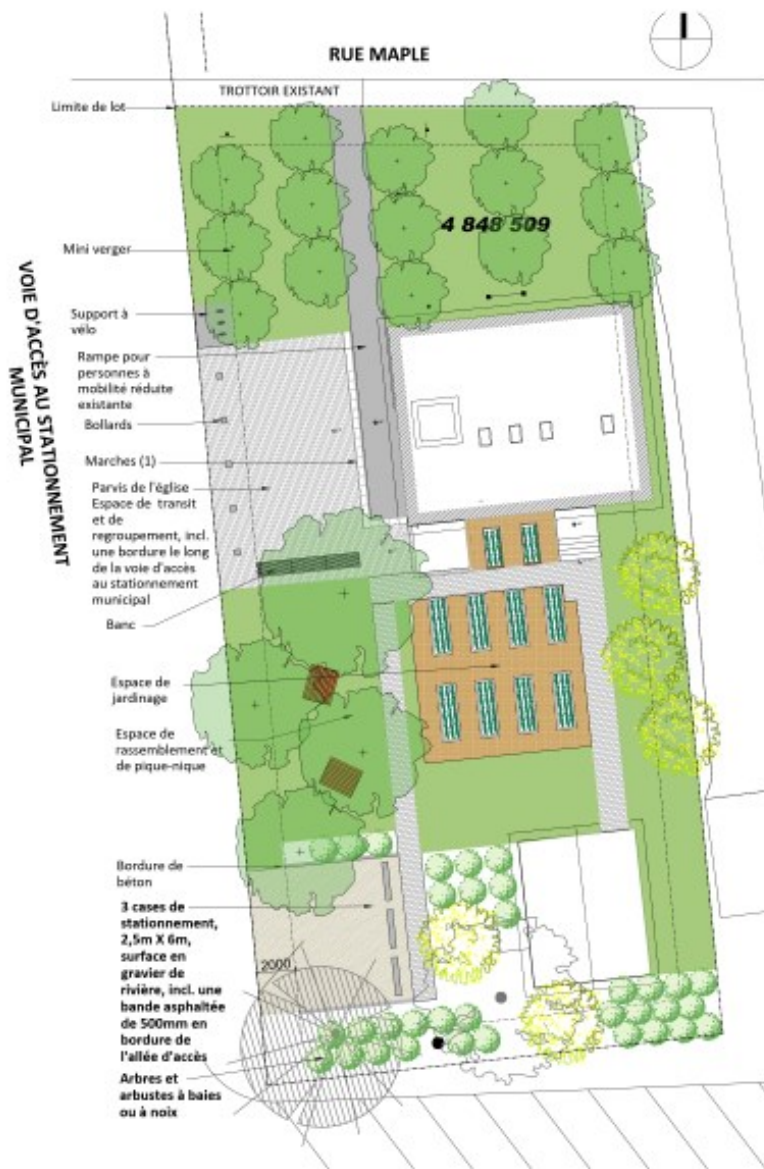 RUE MAPLE
TROTTOIR EXISTANT
Limite de lot
4 848 509
Mini verger
VOIE D'ACCÈS AU STATIONNEMENT
MUNICIPAL
Support à
vélo
Rampe pour
personnes à
mobilité réduite
existante
Bollards
Marches (1)
Parvis de l'église
Espace de transit
et de
regroupement, incl.
une bordure le long
de la voie d'accès
au stationnement
municipal
Banc
Espace de
jardinage
Espace de
rassemblement et
de pique-nique
Bordure de
béton
3 cases de
stationnement,
2,5m X 6m,
surface en
gravier de
rivière, incl. une
bande asphaltée
de 500mm en
bordure de
l'allée d'accès
2000
Arbres et
arbustes à baies
ou à noix